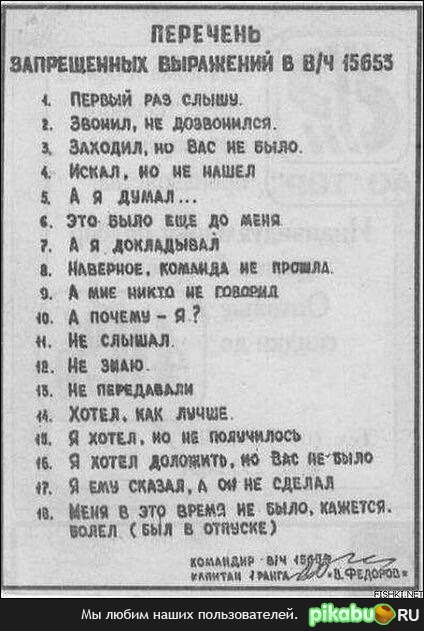 ПЕРЕЧЕНЬ
ЗАПРЕЩЕННЫХ ВЫРАЖЕНИЙ В В/Ч 15653
1. ПЕРВЫЙ РАЗ СЛЫШУ.
2. ЗВОНИЛ, НЕ ДОЗВОНИЛСЯ.
3. ЗАХОДИЛ, НО ВАС НЕ БЫЛО.
4. ИСКАЛ, НО НЕ НАШЕЛ
5. А Я ДУМАЛ...
6. ЭТО БЫЛО ЕЩЕ ДО МЕНЯ
7. А Я ДОКЛАДЫВАЛ
8. НАВЕРНОЕ, КОМАНДА НЕ ПРОШЛА.
9. А МНЕ НИКТО НЕ ГОВОРИЛ
10. А ПОЧЕМУ – Я?
11. НЕ СЛЫШАЛ.
12. НЕ ЗНАЮ.
13. НЕ ПЕРЕДАВАЛИ
14. ХОТЕЛ, КАК ЛУЧШЕ.
15. Я ХОТЕЛ, НО НЕ ПОЛУЧИЛОСЬ
16. Я ХОТЕЛ ДОЛОЖИТЬ, НО ВАС НЕ БЫЛО
17. Я ЕМУ СКАЗАЛ, А ОН НЕ СДЕЛАЛ
18. МЕНЯ В ЭТО ВРЕМЯ НЕ БЫЛО, КАЖЕТСЯ.
БОЛЕЛ (БЫЛ В ОТПУСКЕ)
КОМАНДИР В/Ч 15653
КАПИТАН 1 РАНГА В.ФЕДОРОВ
FISHKI.NET
Мы любим наших пользователей. pikabu.RU